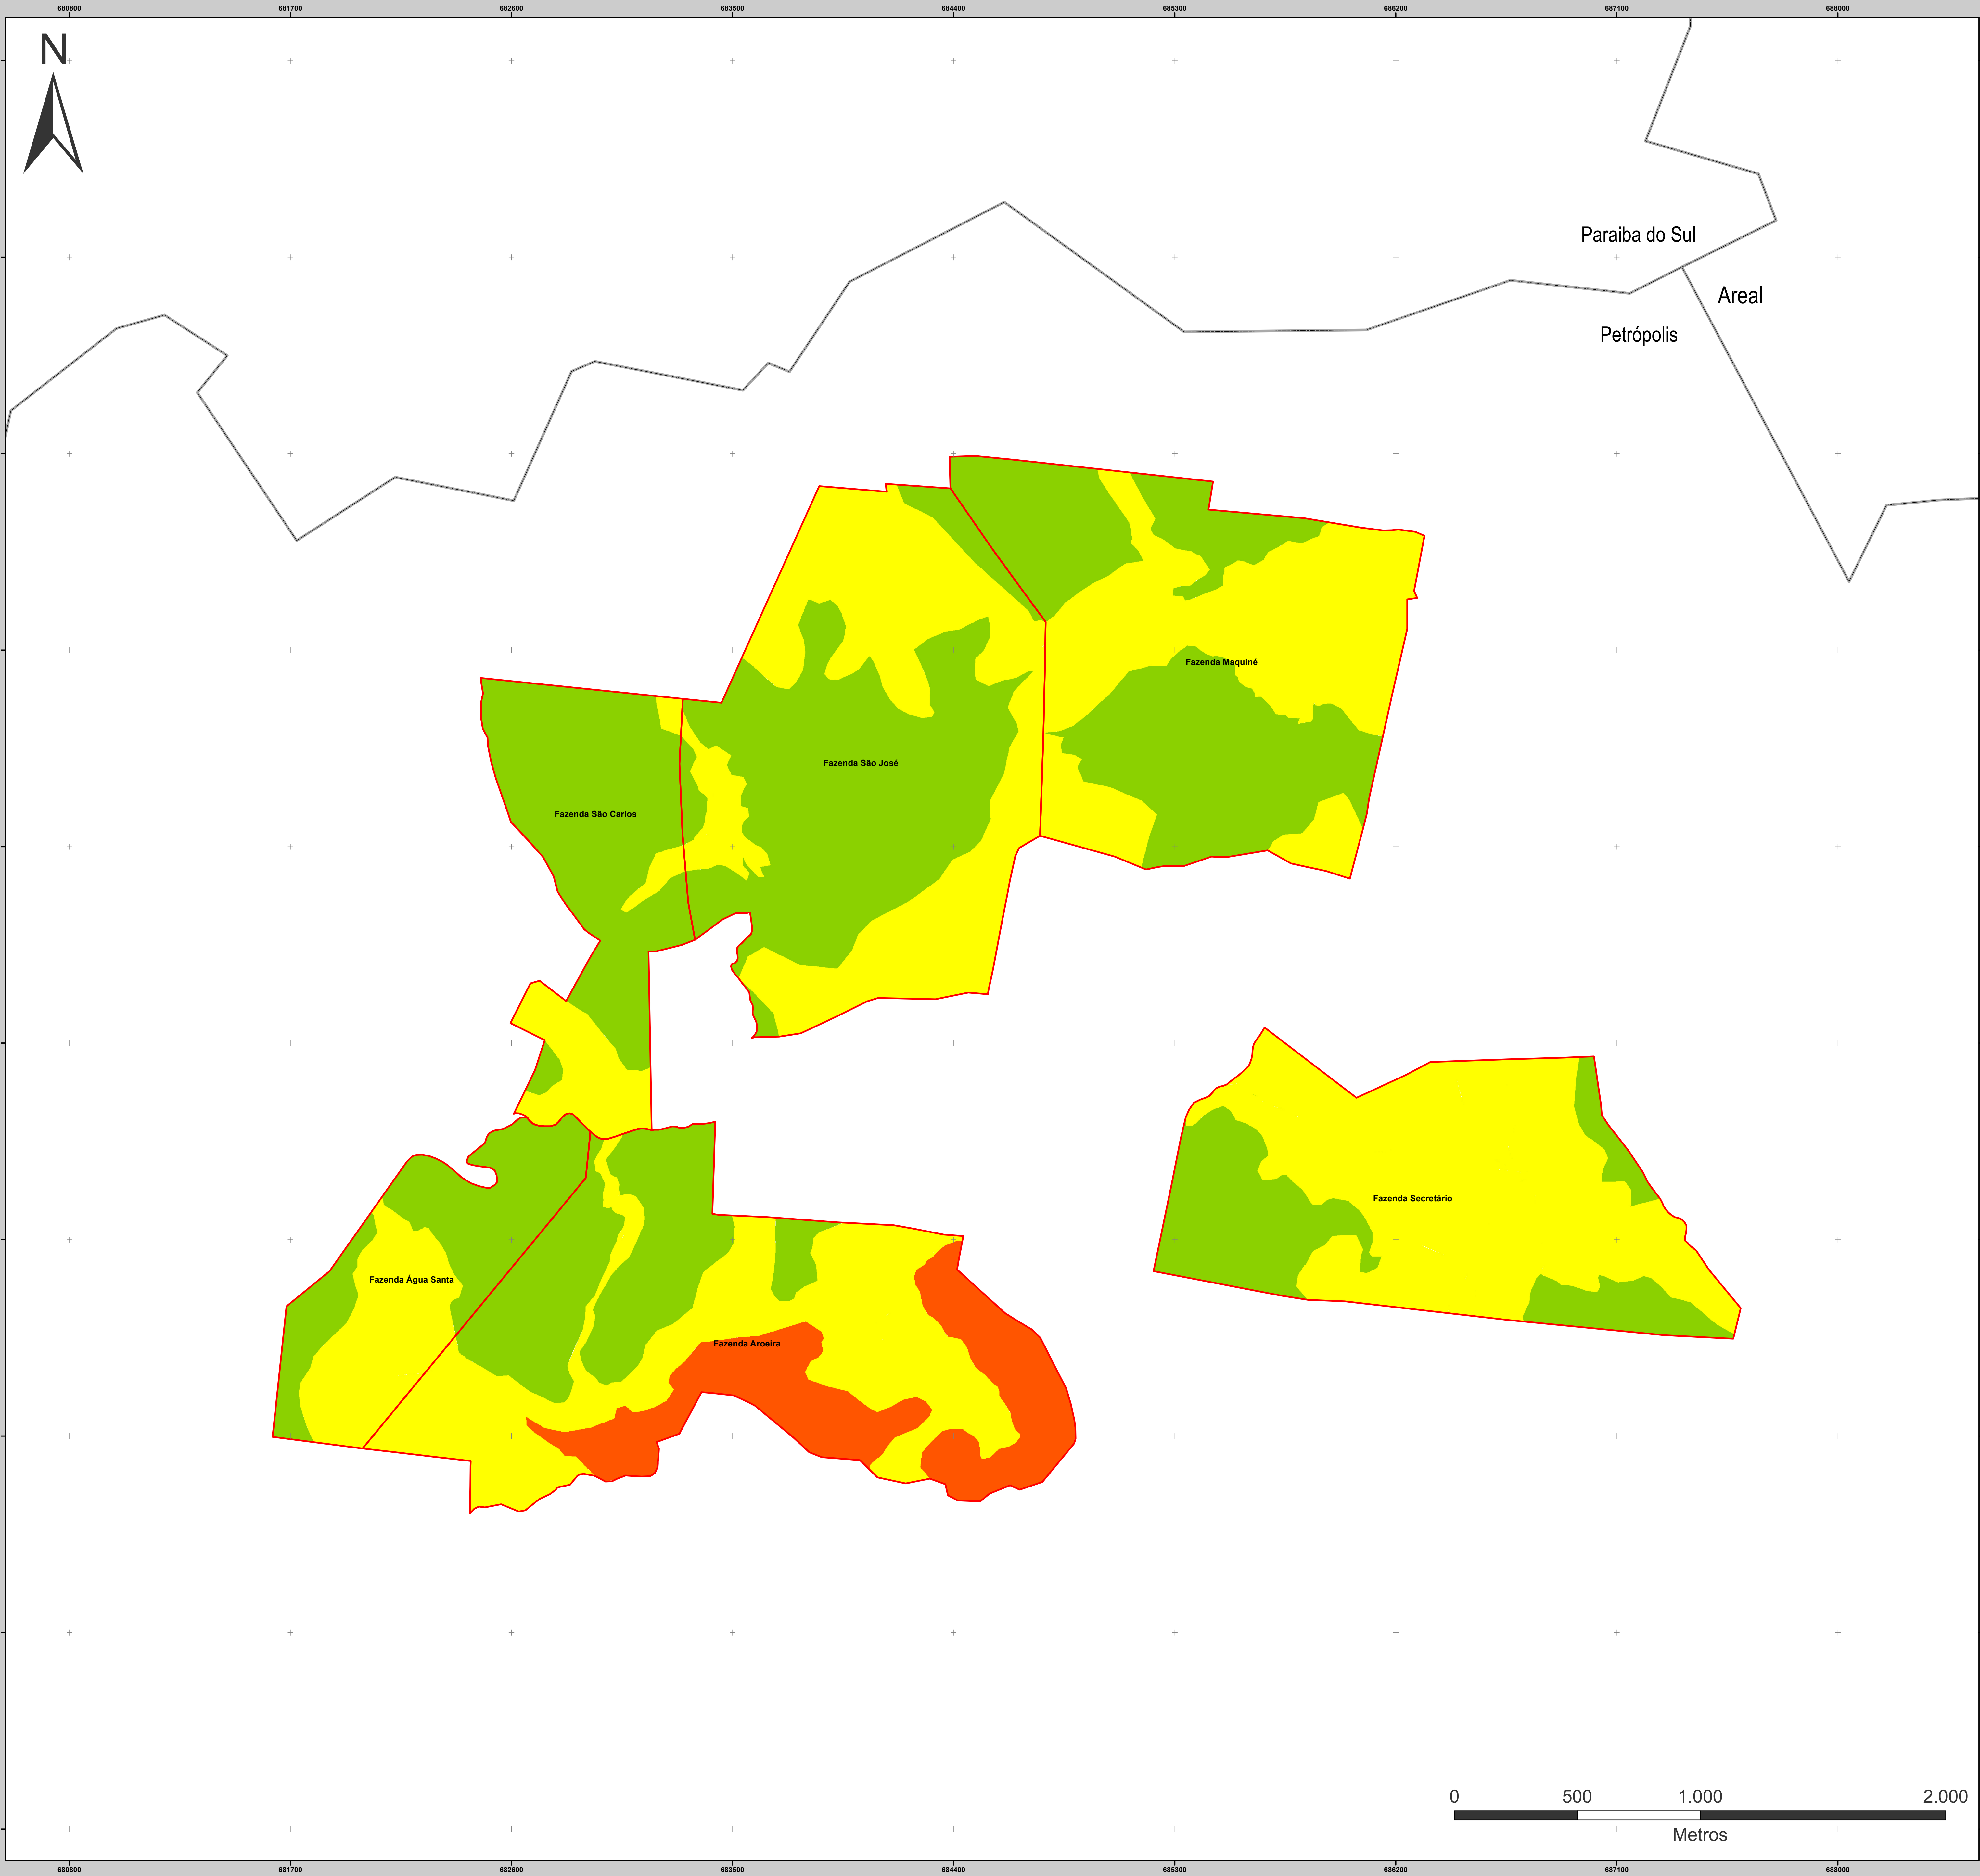 680800 681700 682600 683500 684400 685300 686200 687100 688000
N
Paraiba do Sul
Areal
Petrópolis
Fazenda Maquiné
Fazenda São José
Fazenda São Carlos
Fazenda Secretário
Fazenda Água Santa
Fazenda Aroeira
0 500 1.000 2.000
Metros
680800 681700 682600 683500 684400 685300 686200 687100 688000